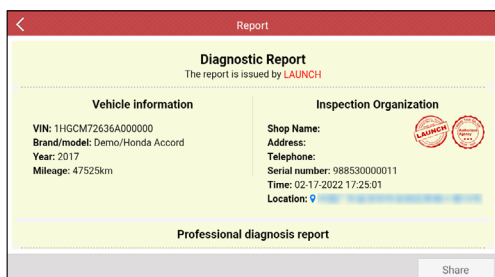 Report
Diagnostic Report
The report is issued by LAUNCH
Vehicle information
VIN: 1HGCM72636A000000
Brand/model: Demo/Honda Accord
Year: 2017
Mileage: 47525km
Inspection Organization
Shop Name:
Address:
Telephone:
Serial number: 988530000011
Time: 02-17-2022 17:25:01
Location:
LAUNCH
Authorized
Agency
Professional diagnosis report
Share